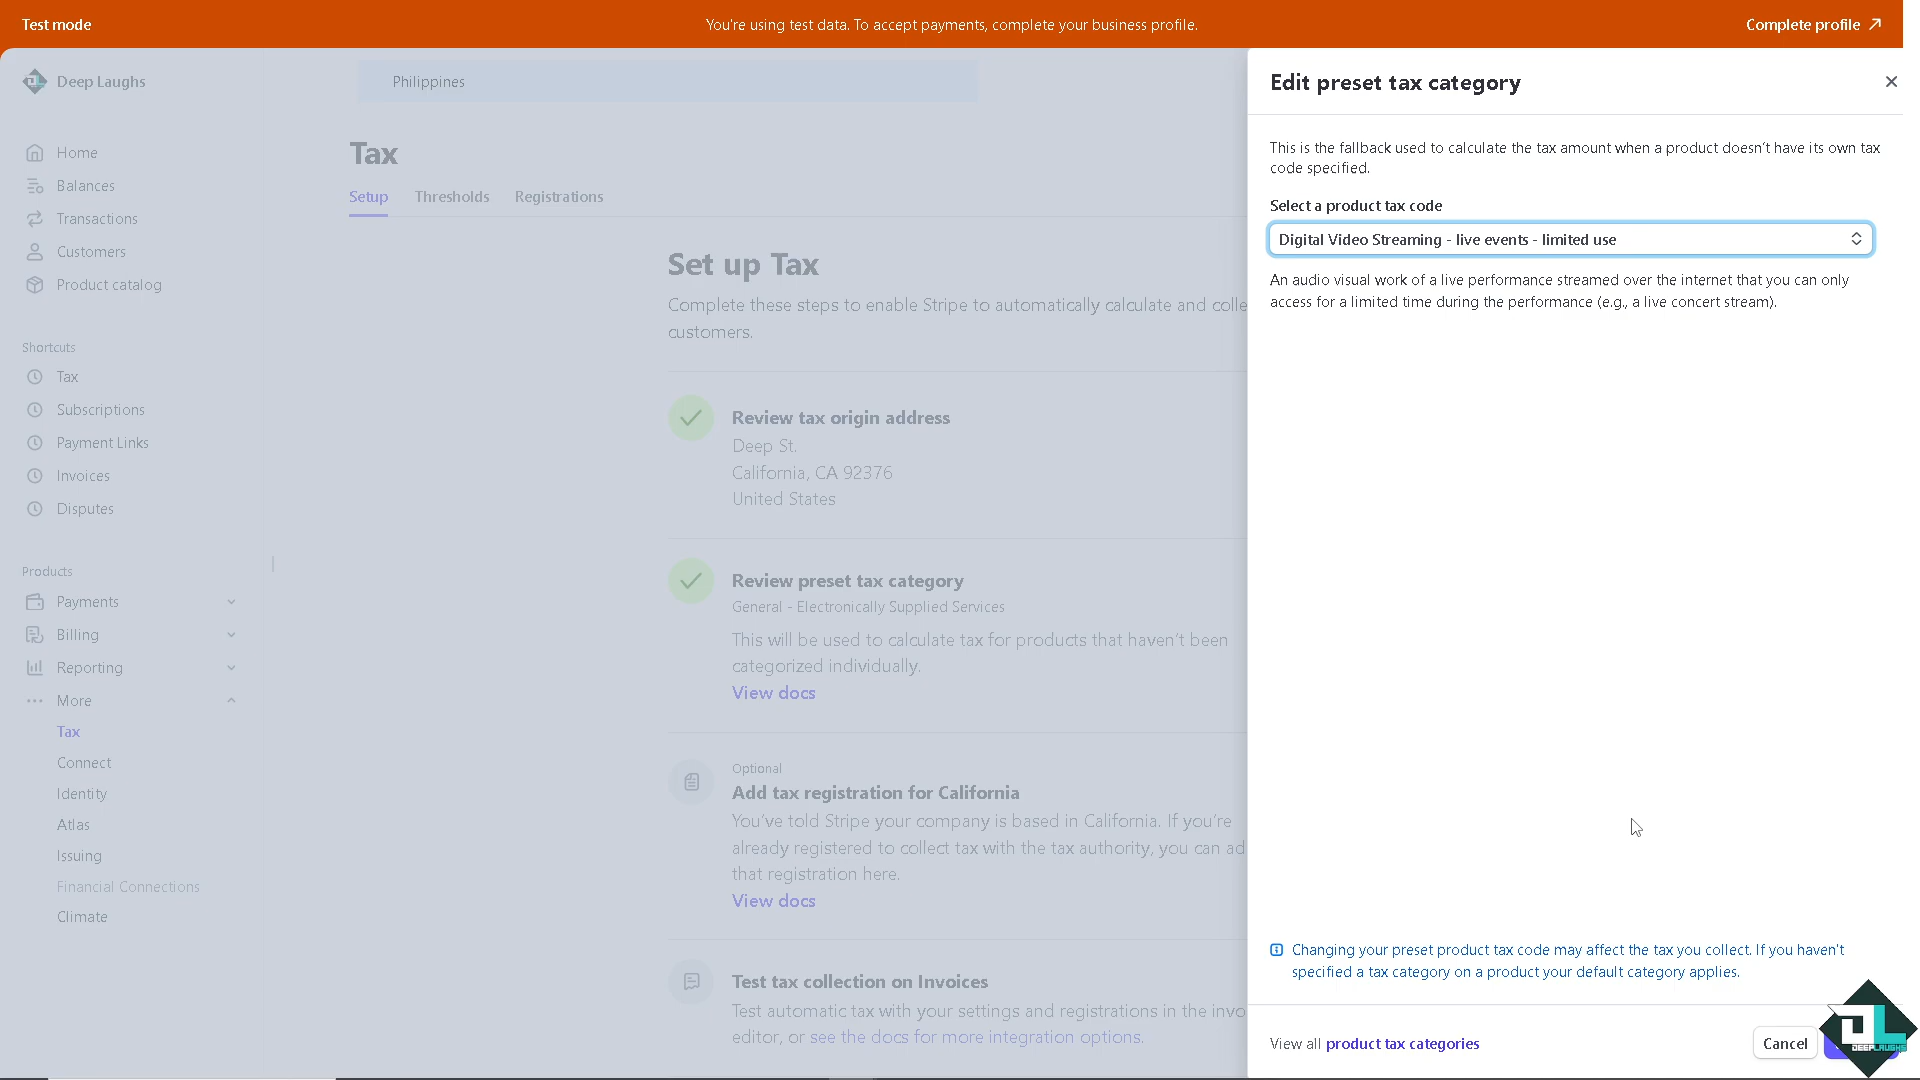 Test mode
You're using test data. To accept payments, complete your business profile.
Complete profile
Deep Laughs
Home
Balances
Transactions
Customers
Product catalog
Shortcuts
Tax
Subscriptions
Payment Links
Invoices
Disputes
Products
Payments
Billing
Reporting
More
Tax
Connect
Identity
Atlas
Issuing
Financial Connections
Climate
Philippines
Tax
Setup
Thresholds
Registrations
Set up Tax
Complete these steps to enable Stripe to automatically calculate and colle
customers.
Review tax origin address
Deep St.
California, CA 92376
United States
Review preset tax category
General - Electronically Supplied Services
This will be used to calculate tax for products that haven't been
categorized individually.
View docs
Optional
Add tax registration for California
You've told Stripe your company is based in California. If you're
already registered to collect tax with the tax authority, you can ad
that registration here.
View docs
Test tax collection on Invoices
Test automatic tax with your settings and registrations in the invo
editor, or see the docs for more integration options.
Edit preset tax category
This is the fallback used to calculate the tax amount when a product doesn't have its own tax
code specified.
Select a product tax code
Digital Video Streaming - live events - limited use
An audio visual work of a live performance streamed over the internet that you can only
access for a limited time during the performance (e.g., a live concert stream).
Changing your preset product tax code may affect the tax you collect. If you haven't
specified a tax category on a product your default category applies.
View all product tax categories
Cancel
DL
DEEPLAUGHS